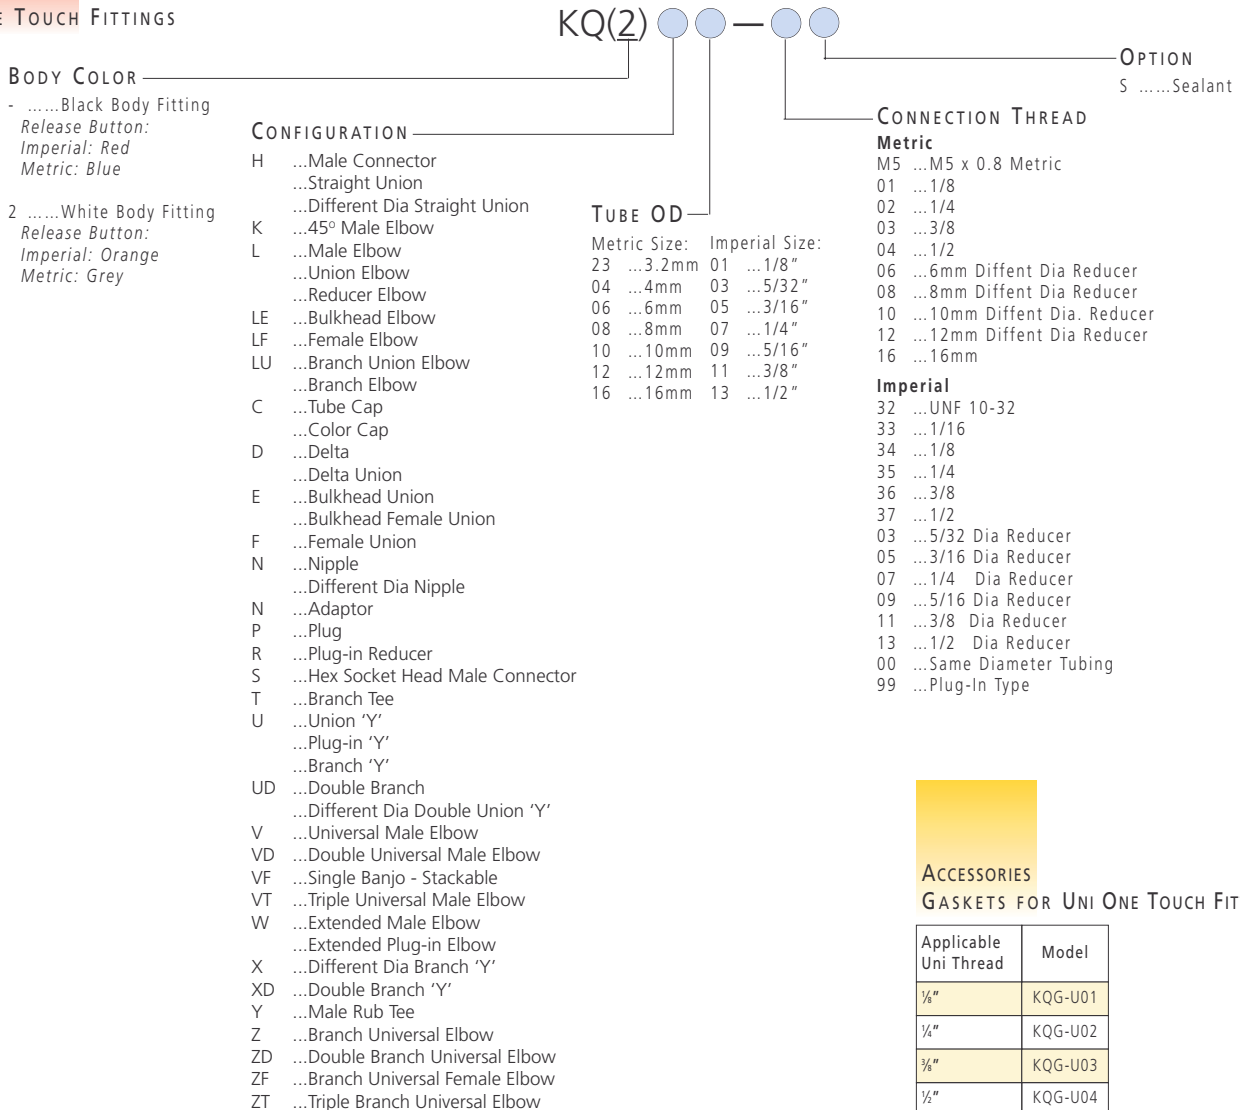 E TOUCH FITTINGS
KQ(2) —
BODY COLOR
- ......Black Body Fitting
Release Button:
Imperial: Red
Metric: Blue
2 ......White Body Fitting
Release Button:
Imperial: Orange
Metric: Grey
CONFIGURATION
H ...Male Connector
...Straight Union
...Different Dia Straight Union
K ...45° Male Elbow
L ...Male Elbow
...Union Elbow
...Reducer Elbow
LE ...Bulkhead Elbow
LF ...Female Elbow
LU ...Branch Union Elbow
...Branch Elbow
C ...Tube Cap
...Color Cap
D ...Delta
...Delta Union
E ...Bulkhead Union
...Bulkhead Female Union
F ...Female Union
N ...Nipple
...Different Dia Nipple
N ...Adaptor
P ...Plug
R ...Plug-in Reducer
S ...Hex Socket Head Male Connector
T ...Branch Tee
U ...Union ‘Y’
...Plug-in ‘Y’
...Branch ‘Y’
UD ...Double Branch
...Different Dia Double Union ‘Y’
V ...Universal Male Elbow
VD ...Double Universal Male Elbow
VF ...Single Banjo - Stackable
VT ...Triple Universal Male Elbow
W ...Extended Male Elbow
...Extended Plug-in Elbow
X ...Different Dia Branch ‘Y’
XD ...Double Branch ‘Y’
Y ...Male Rub Tee
Z ...Branch Universal Elbow
ZD ...Double Branch Universal Elbow
ZF ...Branch Universal Female Elbow
ZT ...Triple Branch Universal Elbow
TUBE OD
Metric Size: Imperial Size:
23 ...3.2mm 01 ...1/8"
04 ...4mm 03 ...5/32"
06 ...6mm 05 ...3/16"
08 ...8mm 07 ...1/4"
10 ...10mm 09 ...5/16"
12 ...12mm 11 ...3/8"
16 ...16mm 13 ...1/2"
OPTION
S ......Sealant
CONNECTION THREAD
Metric
M5 ...M5 x 0.8 Metric
01 ...1/8
02 ...1/4
03 ...3/8
04 ...1/2
06 ...6mm Diffent Dia Reducer
08 ...8mm Diffent Dia Reducer
10 ...10mm Diffent Dia. Reducer
12 ...12mm Diffent Dia Reducer
16 ...16mm
Imperial
32 ...UNF 10-32
33 ...1/16
34 ...1/8
35 ...1/4
36 ...3/8
37 ...1/2
03 ...5/32 Dia Reducer
05 ...3/16 Dia Reducer
07 ...1/4 Dia Reducer
09 ...5/16 Dia Reducer
11 ...3/8 Dia Reducer
13 ...1/2 Dia Reducer
00 ...Same Diameter Tubing
99 ...Plug-In Type
ACCESSORIES
GASKETS FOR UNI ONE TOUCH FIT
Applicable
Uni Thread Model
⅛" KQG-U01
¼" KQG-U02
⅜" KQG-U03
½" KQG-U04